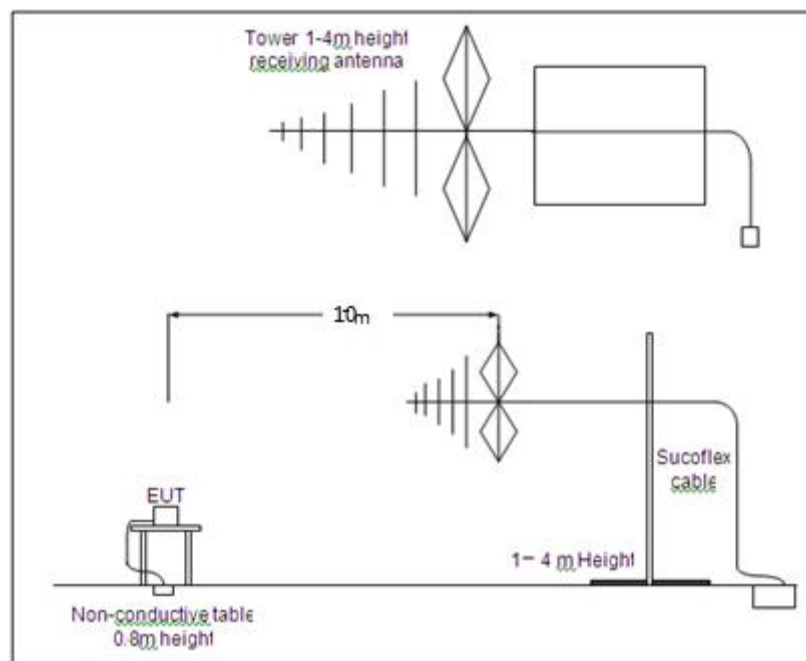 Tower 1-4m height
receiving antenna
10m
EUT
Sucoflex
cable
1– 4 m Height
Non-conductive table
0.8m height